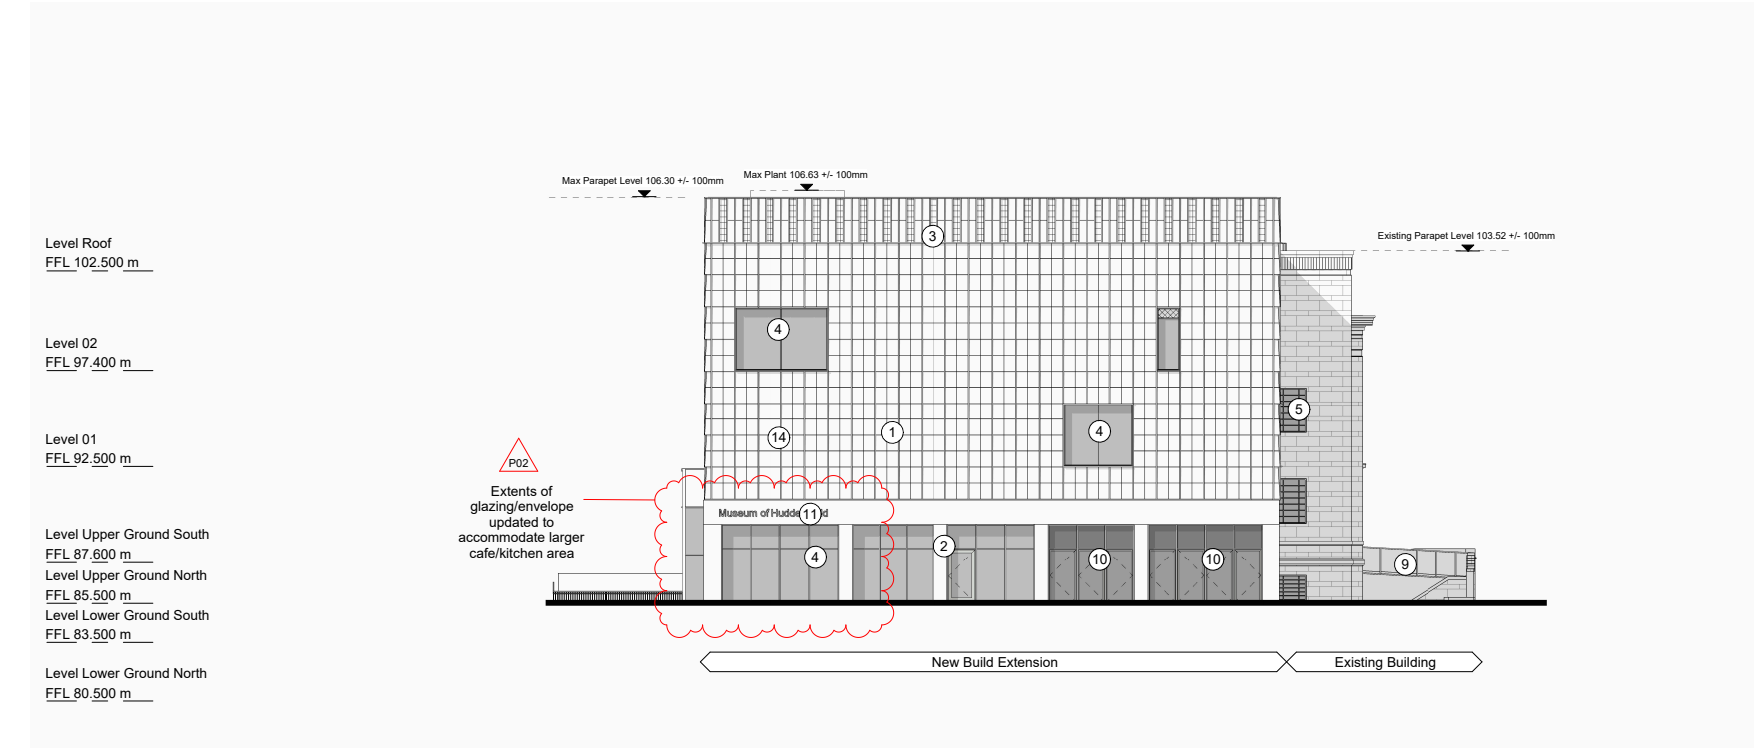 Max Plant 106.63 +/- 100mm
Max Parapet Level 106.30 +/- 100mm
Existing Parapet Level 103.52 +/- 100mm
Level Roof
FFL 102.500 m
Level 02
FFL 97.400 m
Level 01
FFL 92.500 m
Level Upper Ground South
FFL 87.600 m
Level Upper Ground North
FFL 85.500 m
Level Lower Ground South
FFL 83.500 m
Level Lower Ground North
FFL 80.500 m
P02
Extents of
glazing/envelope
updated to
accommodate larger
cafe/kitchen area
3
4
4
5
14
1
Museum of
11
4
2
10
10
9
New Build Extension
Existing Building